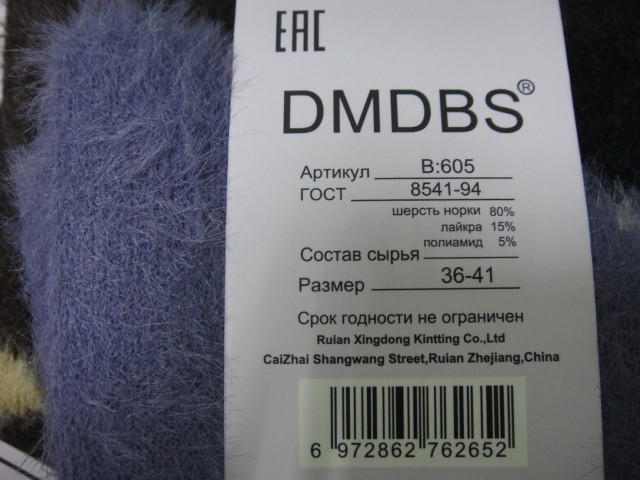 EAC
DMDBS®
Артикул B:605
ГОСТ 8541-94
шерсть норки 80%
лайкра 15%
полиамид 5%
Состав сырья
Размер 36-41
Срок годности не ограничен
Ruian Xingdong Kintting Co.,Ltd
CaiZhai Shangwang Street,Ruian Zhejiang,China
6 972862 762652